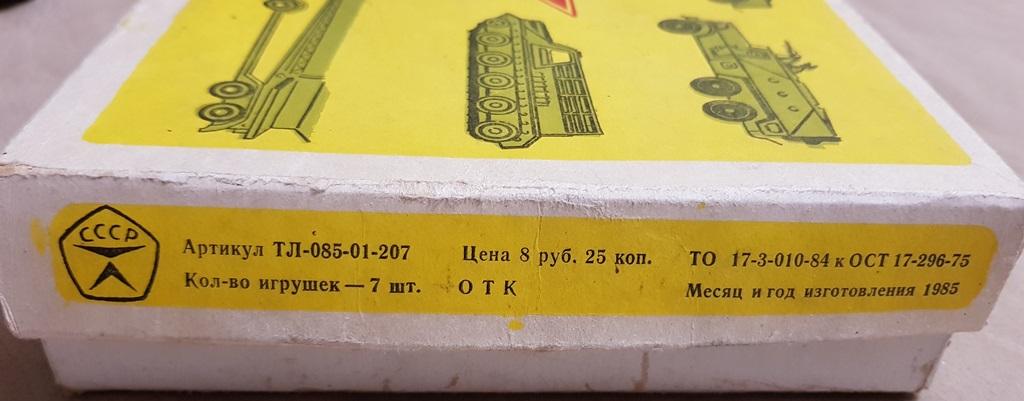 СССР
Артикул ТЛ-085-01-207 Цена 8 руб. 25 коп. ТО 17-3-010-84 к ОСТ 17-296-75
Кол-во игрушек — 7 шт. ОТК Месяц и год изготовления 1985